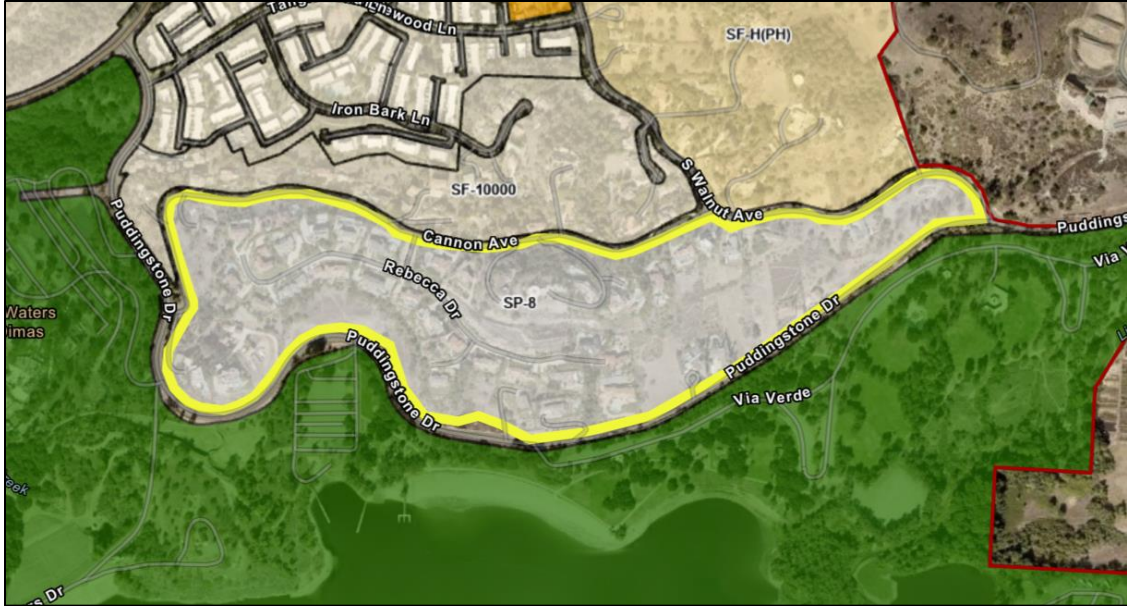 SF-H(PH)
Iron Bark Ln
SF-10000
S Walnut Ave
Cannon Ave
Puddingstone Dr
Rebecca Dr
SP-8
Waters
Puddingstone Dr
Puddingstone Dr
Via Verde